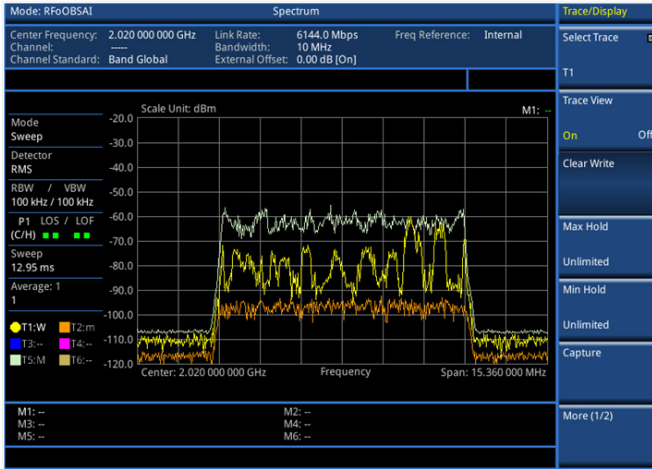 Mode: RFoOBSAI
Spectrum
Trace/Display
Center Frequency: 2.020 000 000 GHz
Link Rate: 6144.0 Mbps
Freq Reference: Internal
Channel: -----
Bandwidth: 10 MHz
Channel Standard: Band Global
External Offset: 0.00 dB [On]
Select Trace
T1
Trace View
On Off
Clear Write
Max Hold
Unlimited
Min Hold
Unlimited
Capture
More (1/2)
Mode
Sweep
Detector
RMS
RBW / VBW
100 kHz / 100 kHz
P1 LOS / LOF
(C/H)
Sweep
12.95 ms
Average: 1
1
T1:W T2:m
T3:-- T4:--
T5:M T6:--
Scale Unit: dBm
M1: --
-20.0
-30.0
-40.0
-50.0
-60.0
-70.0
-80.0
-90.0
-100.0
-110.0
-120.0
Center: 2.020 000 000 GHz
Frequency
Span: 15.360 000 MHz
M1: -- M2: --
M3: -- M4: --
M5: -- M6: --